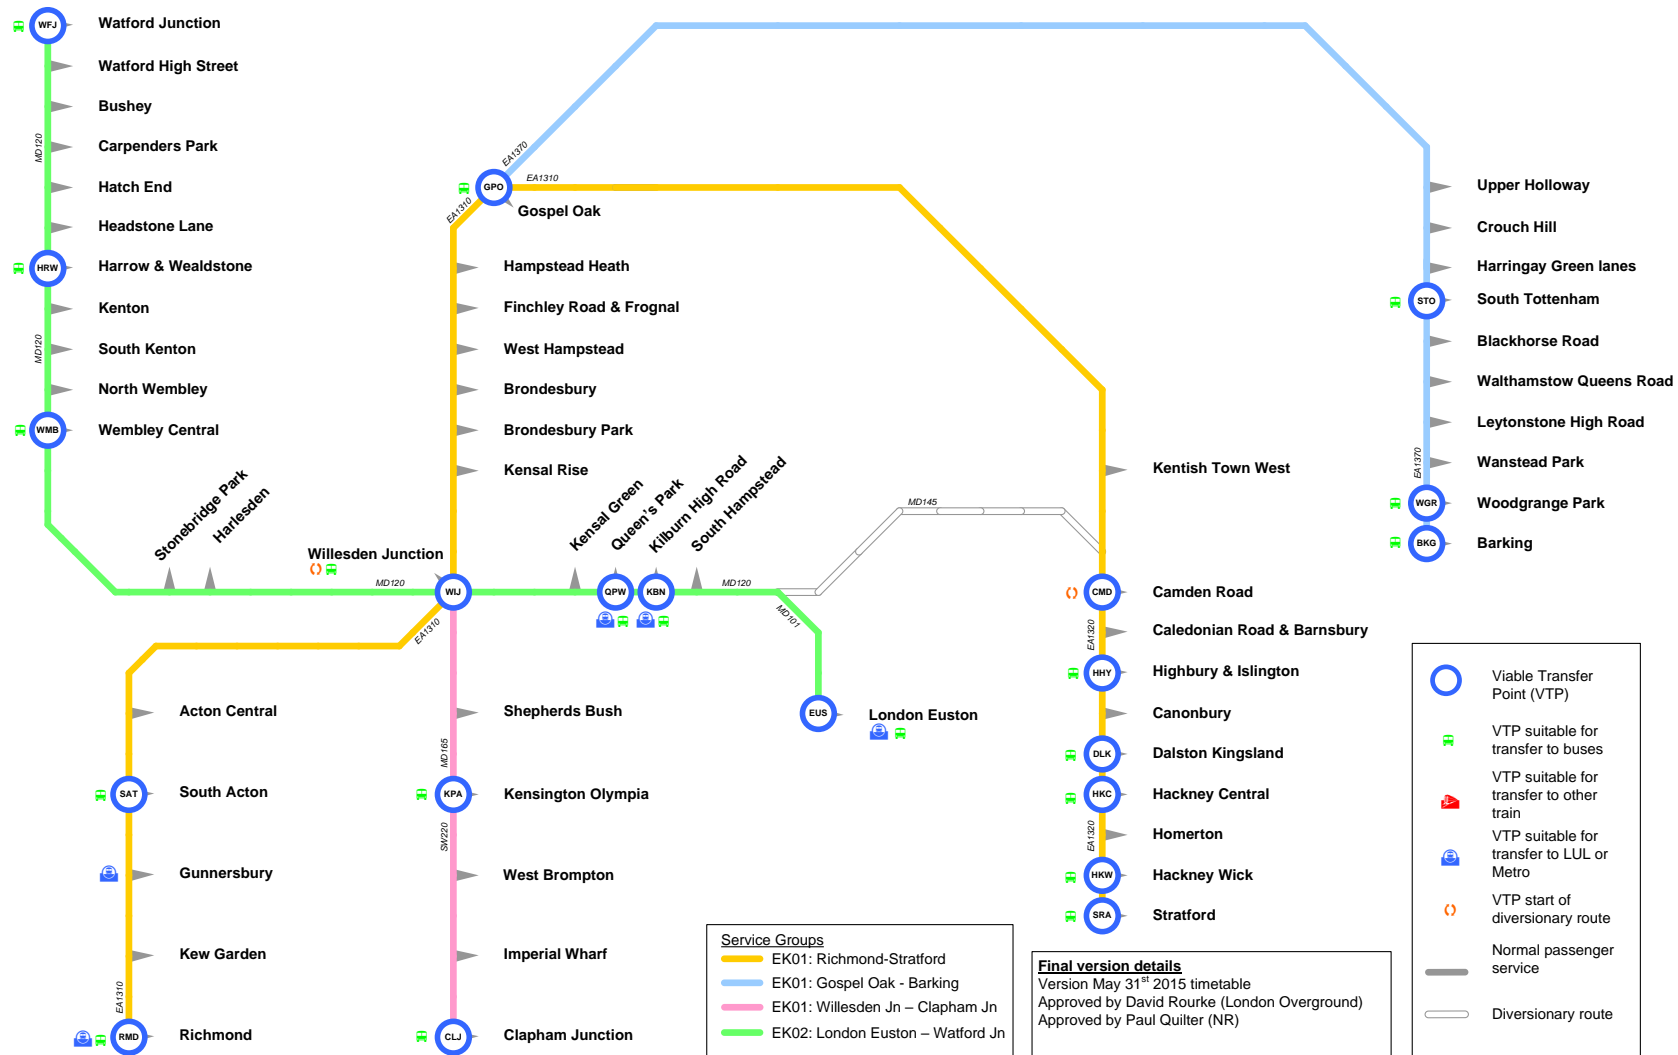 WFJ
Watford Junction
Watford High Street
Bushey
MD120
Carpenders Park
Hatch End
Headstone Lane
HRW
Harrow & Wealdstone
Kenton
MD120
South Kenton
North Wembley
WMB
Wembley Central
Stonebridge Park
Harlesden
Willesden Junction
MD120
WIJ
EA1310
EA1370
EA1310
EA1310
GPO
Gospel Oak
Hampstead Heath
Finchley Road & Frognal
West Hampstead
Brondesbury
Brondesbury Park
Kensal Rise
Kensal Green
Queen's Park
Kilburn High Road
South Hampstead
QPW
KBN
MD120
MD101
MD145
EUS
London Euston
Acton Central
SAT
South Acton
Gunnersbury
Kew Garden
EA1310
RMD
Richmond
Shepherds Bush
MD165
KPA
Kensington Olympia
SW220
West Brompton
Imperial Wharf
CLJ
Clapham Junction
Kentish Town West
CMD
Camden Road
EA1320
Caledonian Road & Barnsbury
HHY
Highbury & Islington
Canonbury
DLK
Dalston Kingsland
HKC
Hackney Central
EA1320
Homerton
HKW
Hackney Wick
SRA
Stratford
Upper Holloway
Crouch Hill
Harringay Green lanes
STO
South Tottenham
Blackhorse Road
Walthamstow Queens Road
Leytonstone High Road
EA1370
Wanstead Park
WGR
Woodgrange Park
BKG
Barking
Service Groups
EK01: Richmond-Stratford
EK01: Gospel Oak - Barking
EK01: Willesden Jn – Clapham Jn
EK02: London Euston – Watford Jn
Final version details
Version May 31st 2015 timetable
Approved by David Rourke (London Overground)
Approved by Paul Quilter (NR)
Viable Transfer
Point (VTP)
VTP suitable for
transfer to buses
VTP suitable for
transfer to other
train
VTP suitable for
transfer to LUL or
Metro
VTP start of
diversionary route
Normal passenger
service
Diversionary route